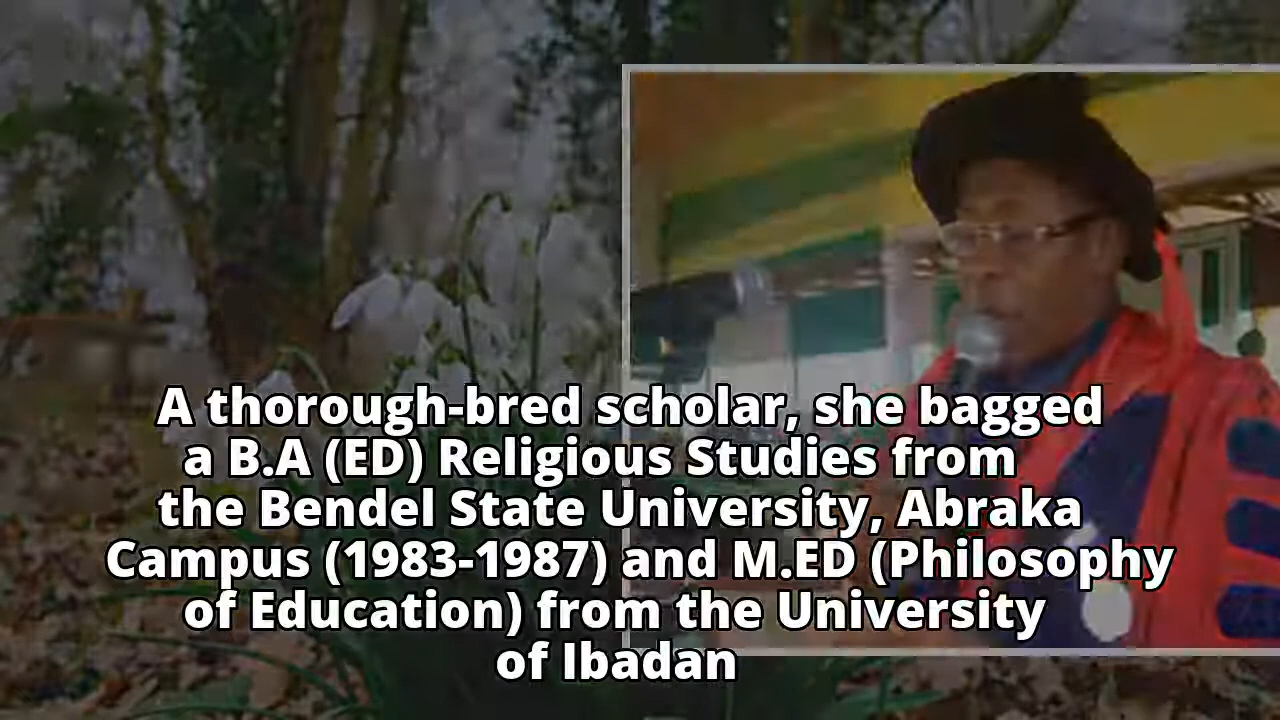 A thorough-bred scholar, she bagged
a B.A (ED) Religious Studies from
the Bendel State University, Abraka
Campus (1983-1987) and M.ED (Philosophy
of Education) from the University
of Ibadan